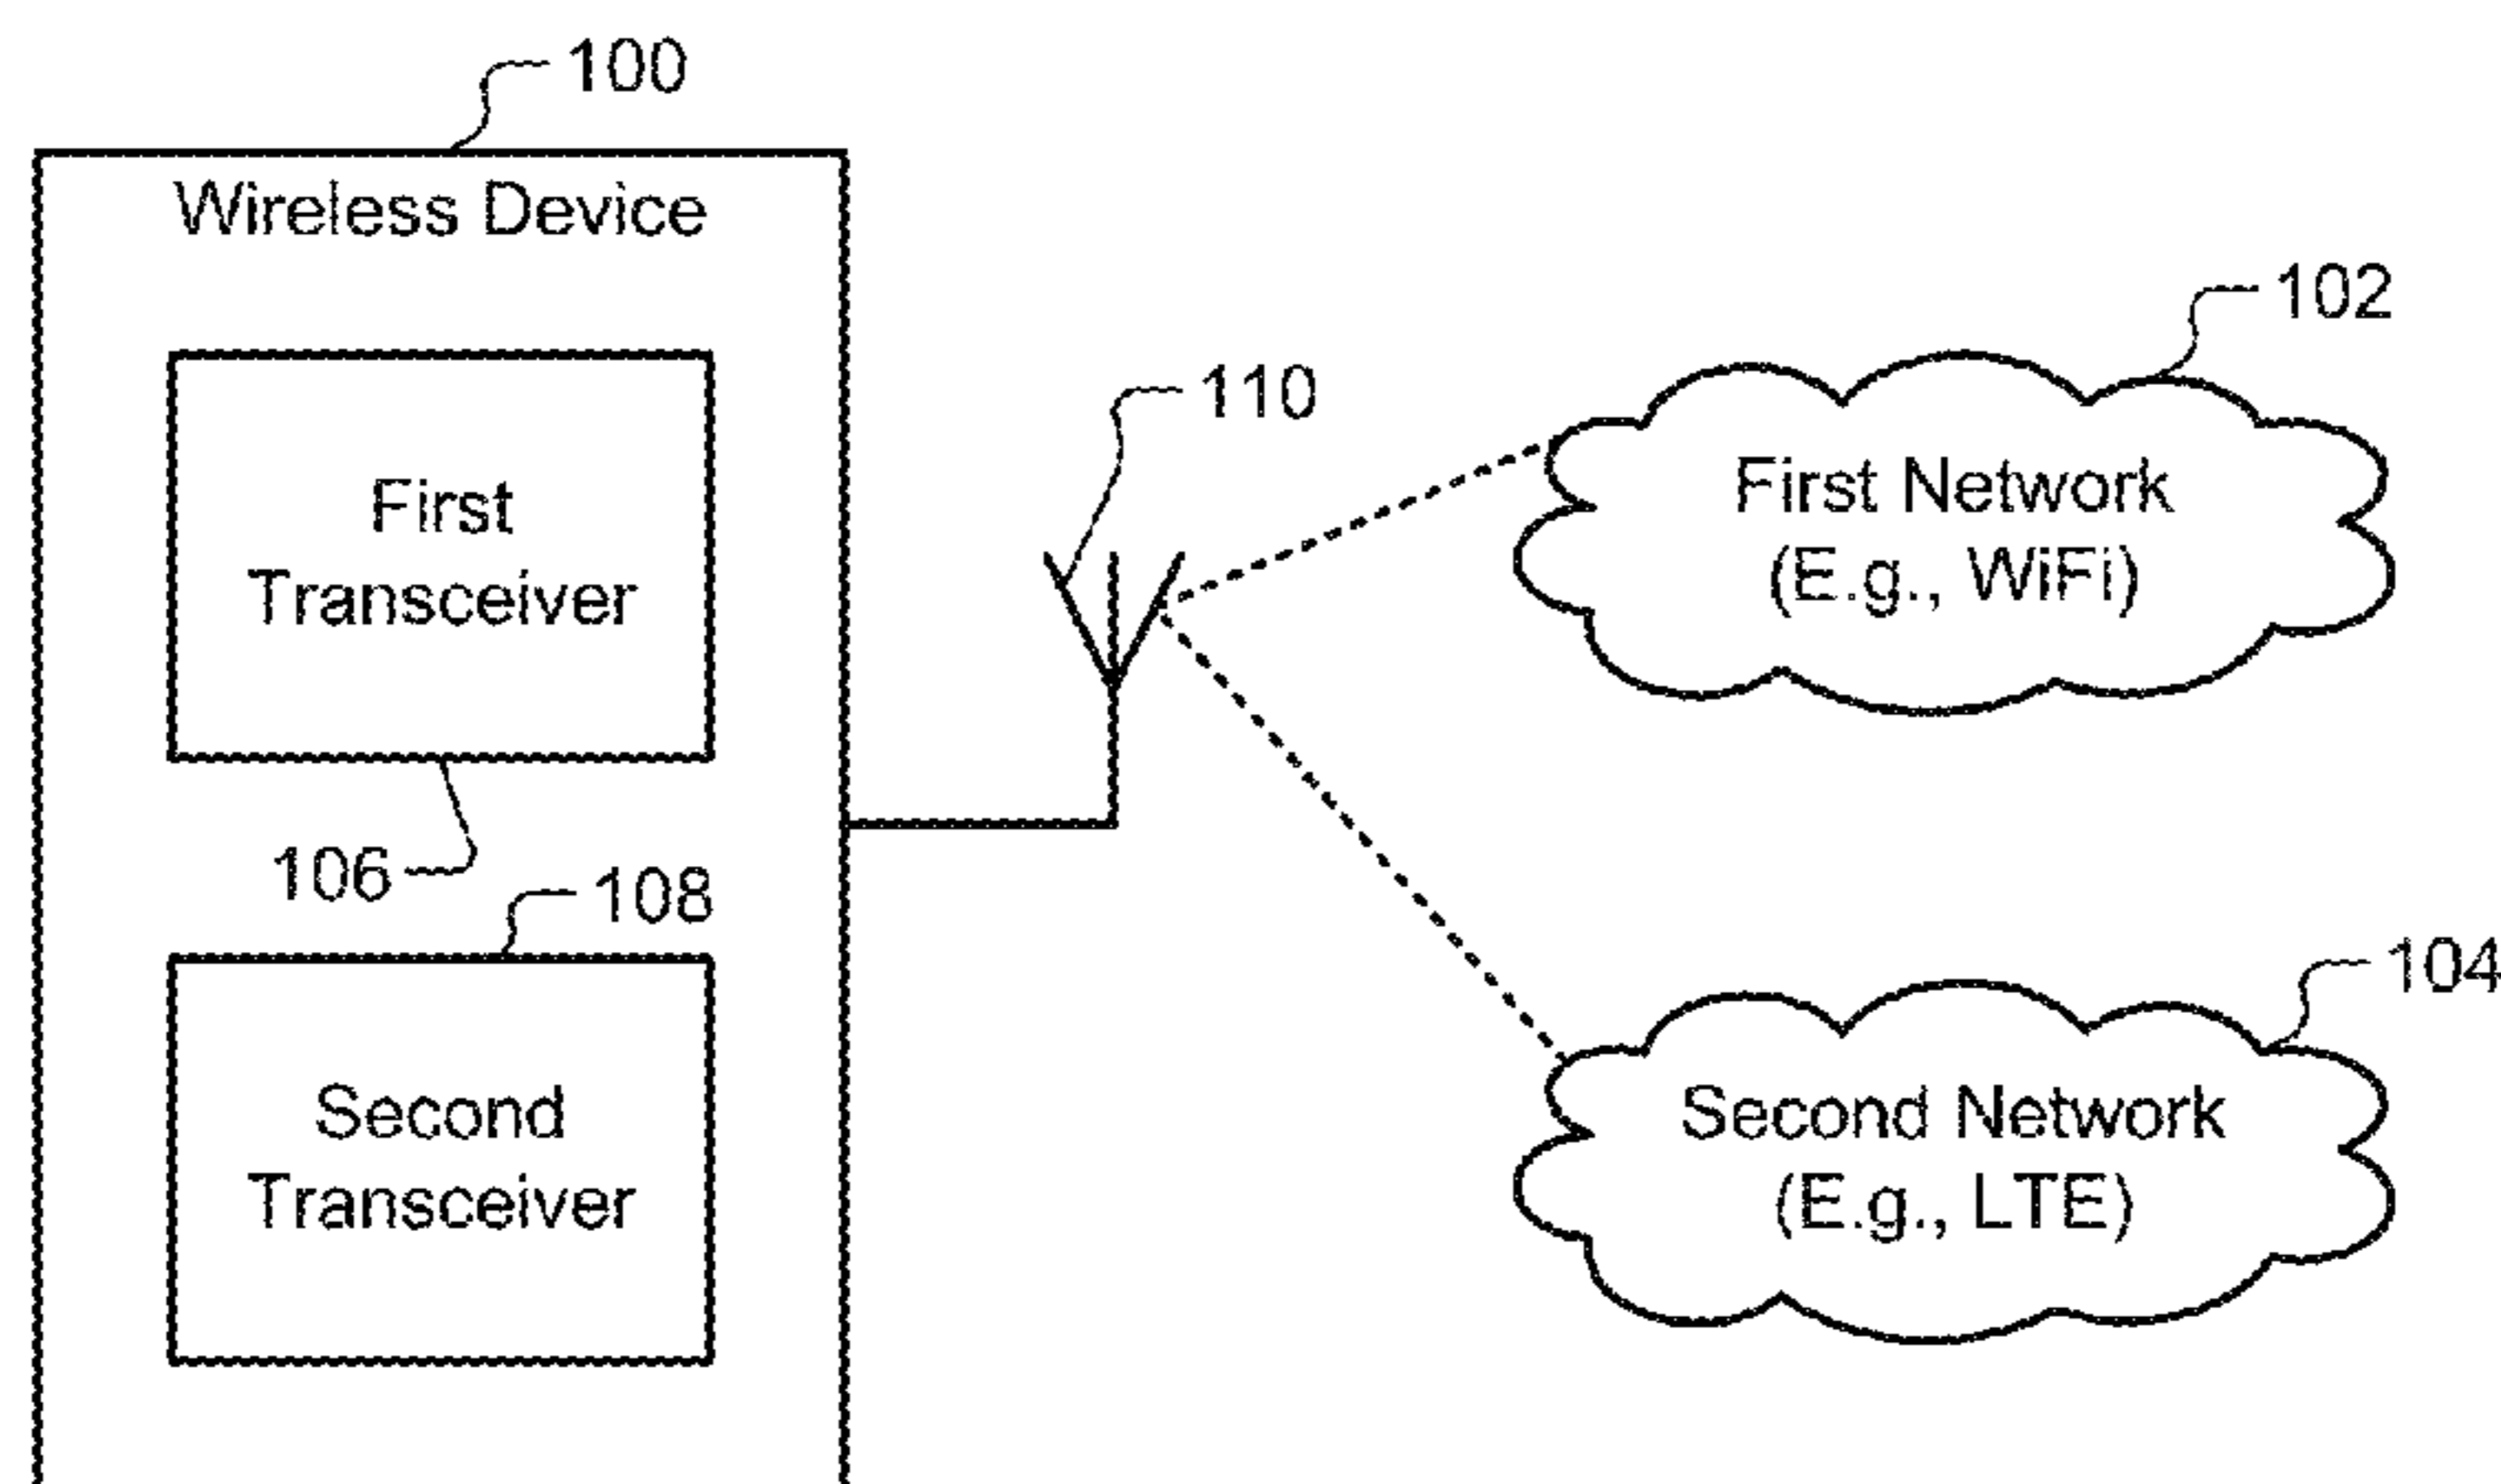 100
Wireless Device
102
110
First Network
(E.g., WiFi)
First
Transceiver
106
108
104
Second Network
(E.g., LTE)
Second
Transceiver